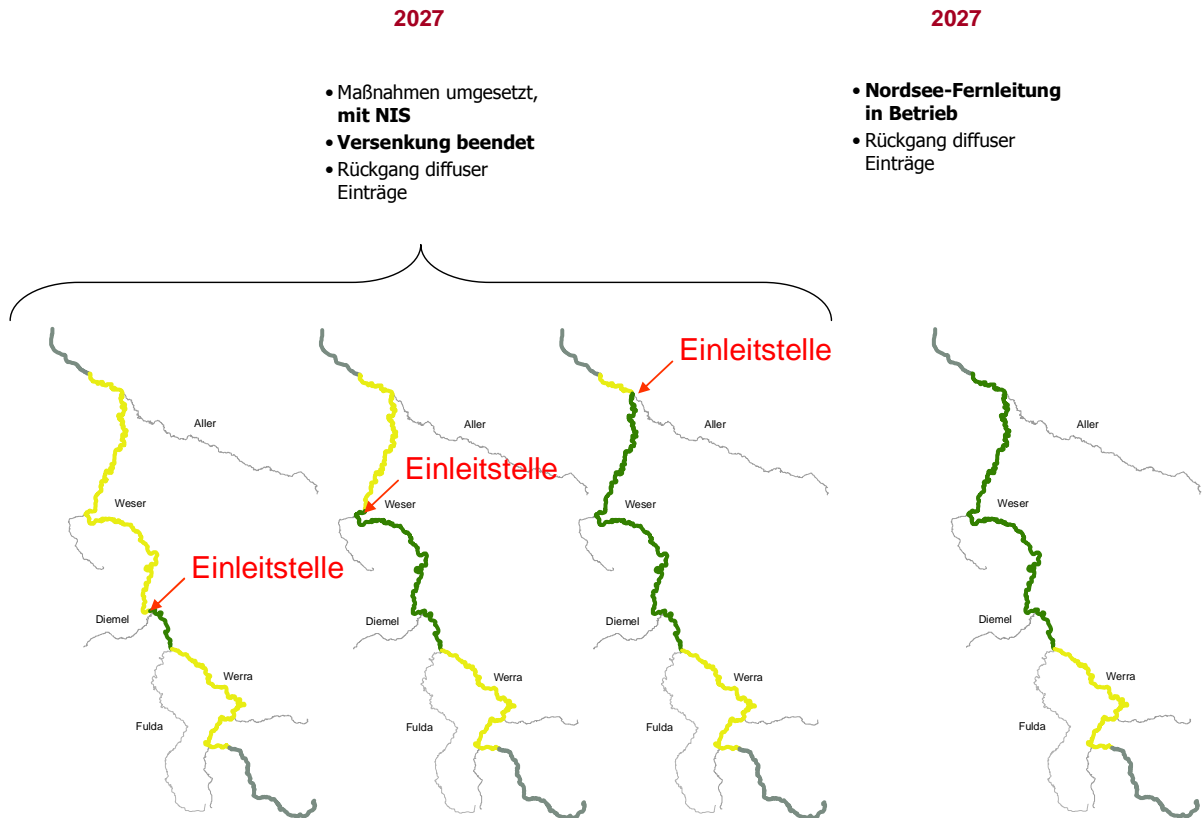 2027
2027
• Maßnahmen umgesetzt,
mit NIS
• Versenkung beendet
• Rückgang diffuser
Einträge
• Nordsee-Fernleitung
in Betrieb
• Rückgang diffuser
Einträge
Aller
Weser
Einleitstelle
Diemel
Werra
Fulda
Aller
Einleitstelle
Weser
Diemel
Werra
Fulda
Einleitstelle
Aller
Weser
Diemel
Werra
Fulda
Aller
Weser
Diemel
Werra
Fulda